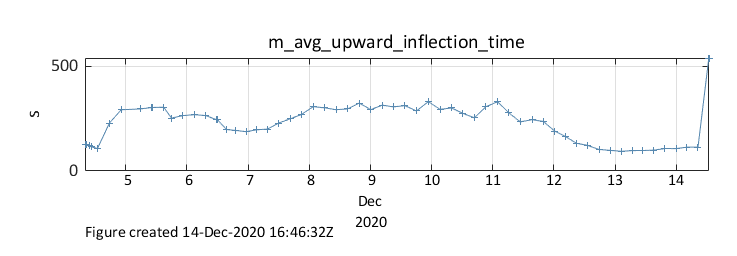 m_avg_upward_inflection_time
500
s
0
5 6 7 8 9 10 11 12 13 14
Dec
2020
Figure created 14-Dec-2020 16:46:32Z